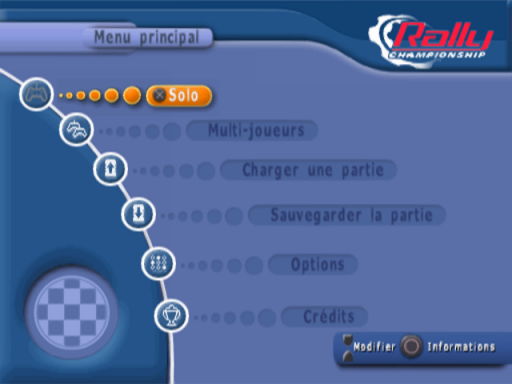 Menu principal
Rally
CHAMPIONSHIP
Solo
Multi-joueurs
Charger une partie
Sauvegarder la partie
Options
Crédits
Modifier Informations